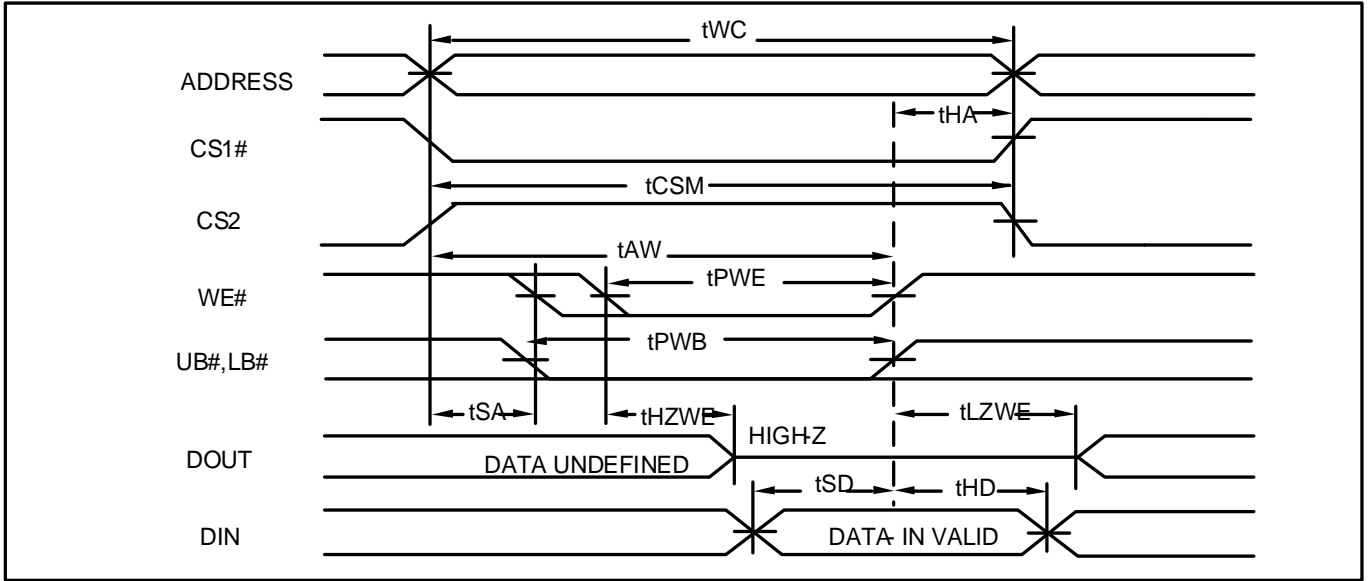 tWC
ADDRESS
tHA
CS1#
tCSM
CS2
tAW
tPWE
WE#
tPWB
UB#,LB#
tSA
tHZWE
tLZWE
HIGH-Z
DOUT
DATA UNDEFINED
tSD
tHD
DIN
DATA- IN VALID